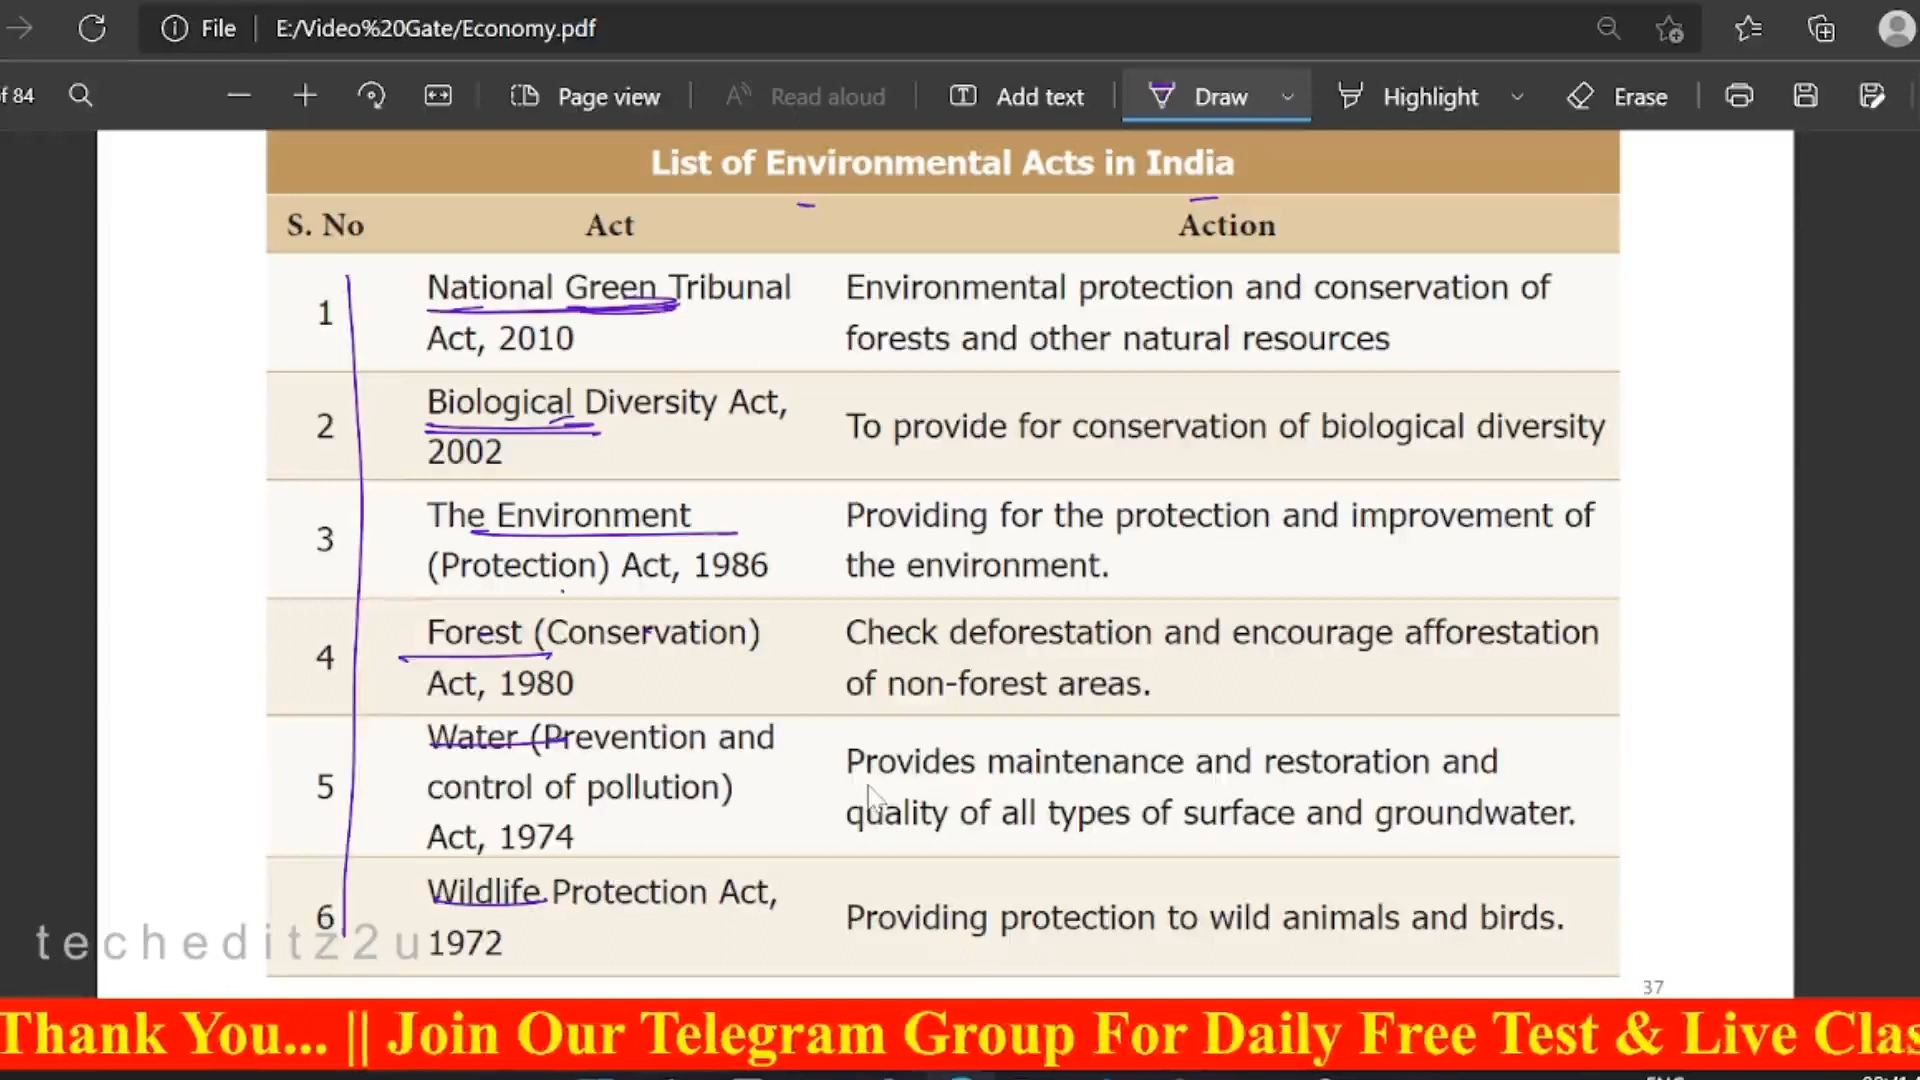 File
E:/Video%20Gate/Economy.pdf
f 84
Page view
Read aloud
Add text
Draw
Highlight
Erase
List of Environmental Acts in India
S. No
Act
Action
1
National Green Tribunal
Act, 2010
Environmental protection and conservation of
forests and other natural resources
2
Biological Diversity Act,
2002
To provide for conservation of biological diversity
3
The Environment
(Protection) Act, 1986
Providing for the protection and improvement of
the environment.
4
Forest (Conservation)
Act, 1980
Check deforestation and encourage afforestation
of non-forest areas.
5
Water (Prevention and
control of pollution)
Act, 1974
Provides maintenance and restoration and
quality of all types of surface and groundwater.
6
Wildlife Protection Act,
1972
Providing protection to wild animals and birds.
techeditz2u
37
Thank You... || Join Our Telegram Group For Daily Free Test & Live Clas